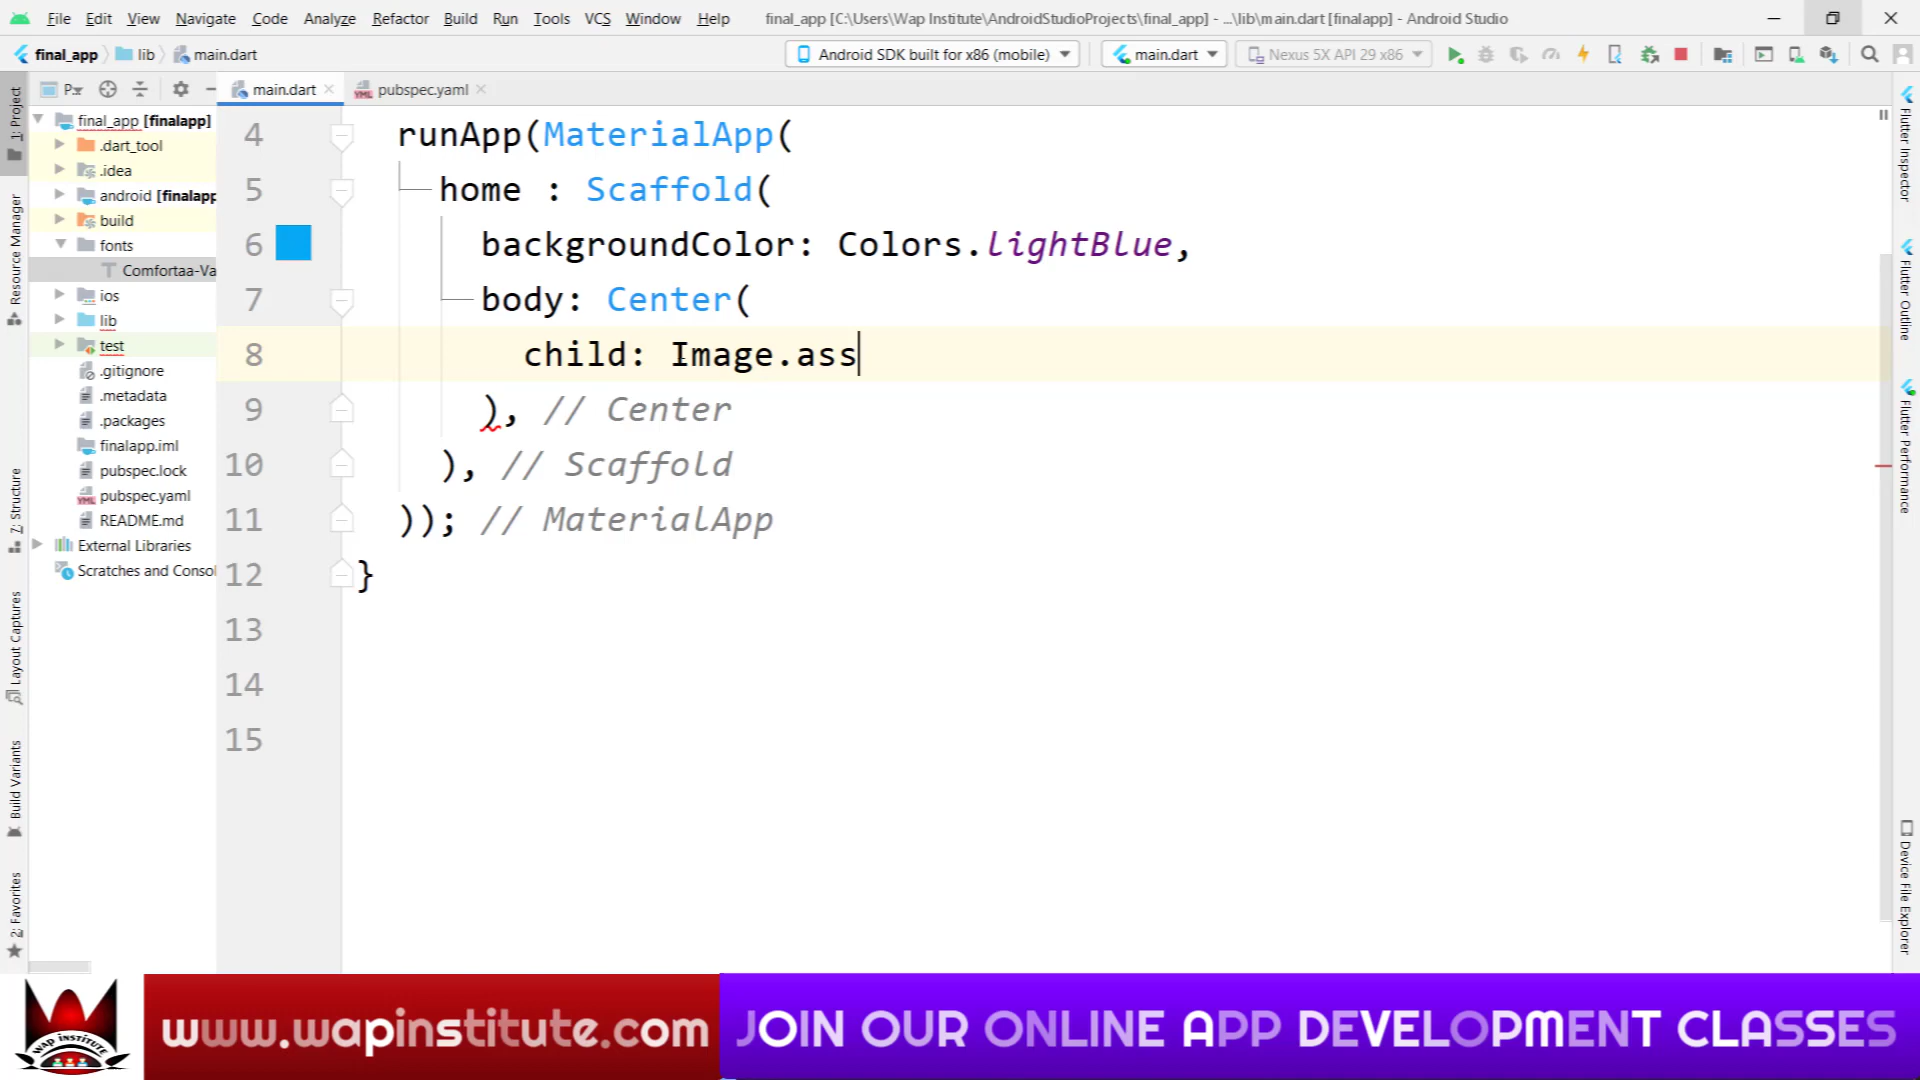 File Edit View Navigate Code Analyze Refactor Build Run Tools VCS Window Help final_app [C:\Users\Wap Institute\AndroidStudioProjects\final_app] - ...\lib\main.dart [finalapp] - Android Studio
final_app lib main.dart Android SDK built for x86 (mobile) main.dart Nexus 5X API 29 x86
main.dart pubspec.yaml
1: Project
Resource Manager
7: Structure
Layout Captures
Build Variants
2: Favorites
final_app [finalapp]
.dart_tool
.idea
android [finalapp
build
fonts
Comfortaa-Va
ios
lib
test
.gitignore
.metadata
.packages
finalapp.iml
pubspec.lock
pubspec.yaml
README.md
External Libraries
Scratches and Consol
4 runApp(MaterialApp(
5 home : Scaffold(
6 backgroundColor: Colors.lightBlue,
7 body: Center(
8 child: Image.ass
9 ), // Center
10 ), // Scaffold
11 )); // MaterialApp
12 }
13
14
15
Flutter Inspector
Flutter Outline
Flutter Performance
Device File Explorer
WAP INSTITUTE
www.wapinstitute.com
JOIN OUR ONLINE APP DEVELOPMENT CLASSES